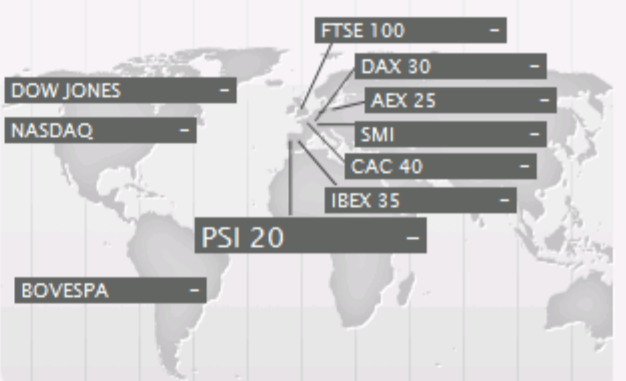 FTSE 100 –
DAX 30 –
DOW JONES –
AEX 25 –
NASDAQ –
SMI –
CAC 40 –
IBEX 35 –
PSI 20 –
BOVESPA –